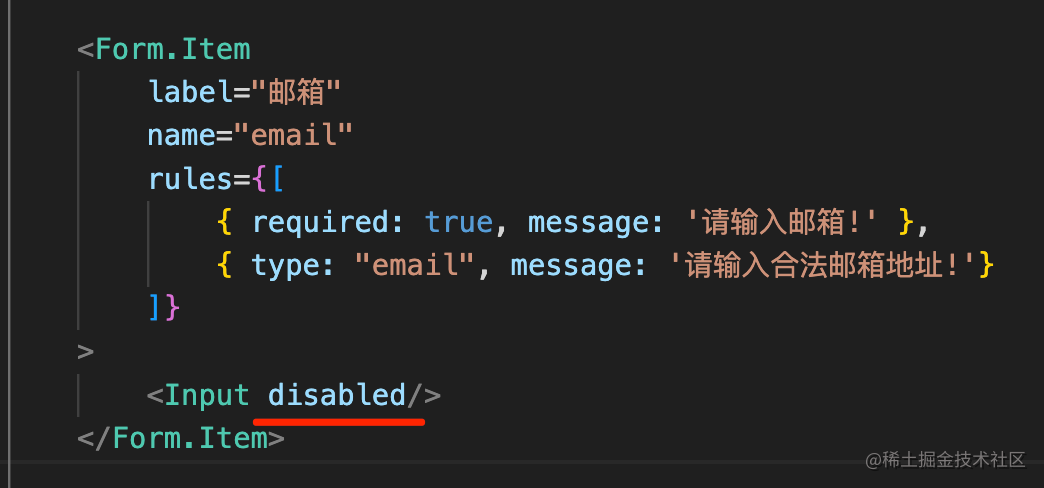 <Form.Item
label="邮箱"
name="email"
rules={[
{ required: true, message: '请输入邮箱!' },
{ type: "email", message: '请输入合法邮箱地址!'}
]}
>
<Input disabled/>
</Form.Item>
@稀土掘金技术社区